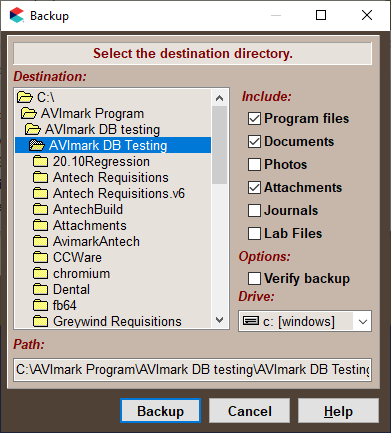 Backup
Select the destination directory.
Destination:
C:\
AVImark Program
AVImark DB testing
AVImark DB Testing
20.10Regression
Antech Requisitions
Antech Requisitions.v6
AntechBuild
Attachments
AvimarkAntech
CCWare
chromium
Dental
fb64
Greywind Requisitions
Include:
Program files
Documents
Photos
Attachments
Journals
Lab Files
Options:
Verify backup
Drive:
c: [windows]
Path:
C:\AVImark Program\AVImark DB testing\AVImark DB Testing
Backup
Cancel
Help